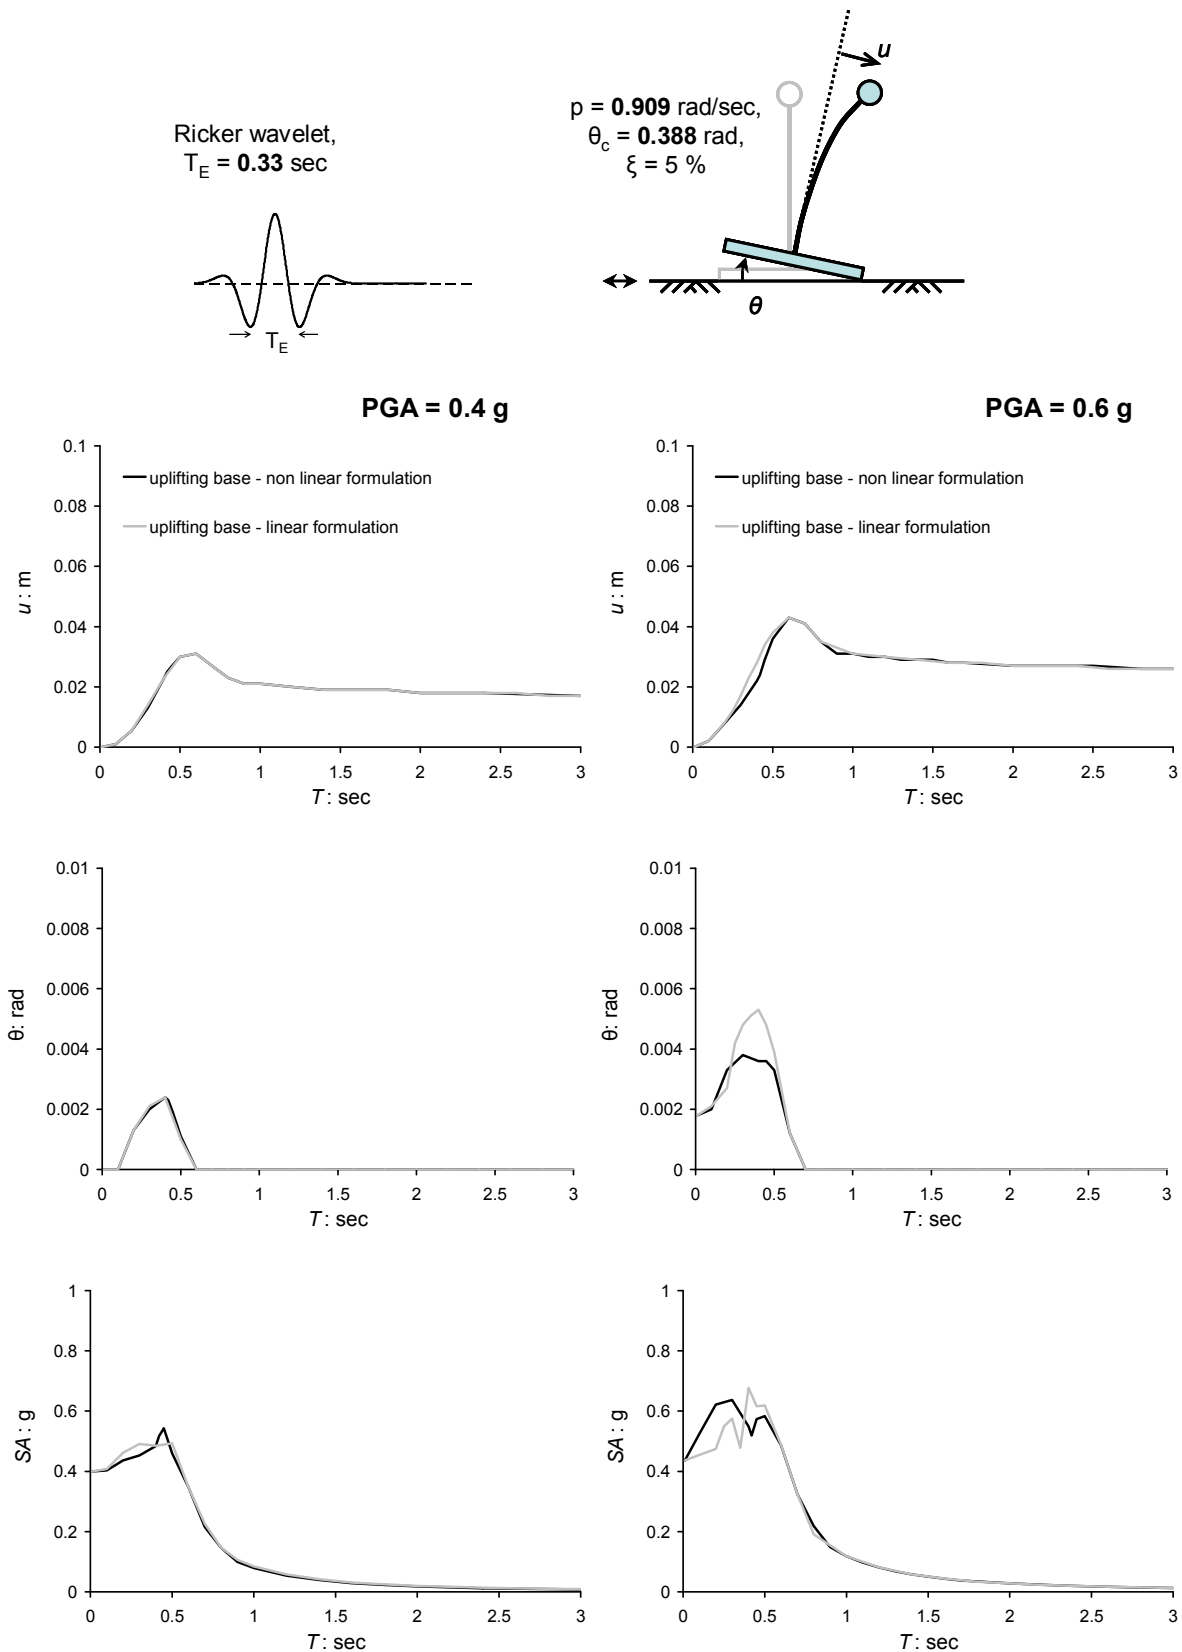 Ricker wavelet,
T_E = 0.33 sec
T_E
p = 0.909 rad/sec,
θ_c = 0.388 rad,
ξ = 5 %
u
θ
PGA = 0.4 g
PGA = 0.6 g
0.1
0.08
0.06
0.04
0.02
0
u : m
uplifting base - non linear formulation
uplifting base - linear formulation
0 0.5 1 1.5 2 2.5 3
T : sec
0.1
0.08
0.06
0.04
0.02
0
u : m
uplifting base - non linear formulation
uplifting base - linear formulation
0 0.5 1 1.5 2 2.5 3
T : sec
0.01
0.008
0.006
0.004
0.002
0
θ: rad
0 0.5 1 1.5 2 2.5 3
T : sec
0.01
0.008
0.006
0.004
0.002
0
θ: rad
0 0.5 1 1.5 2 2.5 3
T : sec
1
0.8
0.6
0.4
0.2
0
SA : g
0 0.5 1 1.5 2 2.5 3
T : sec
1
0.8
0.6
0.4
0.2
0
SA : g
0 0.5 1 1.5 2 2.5 3
T : sec